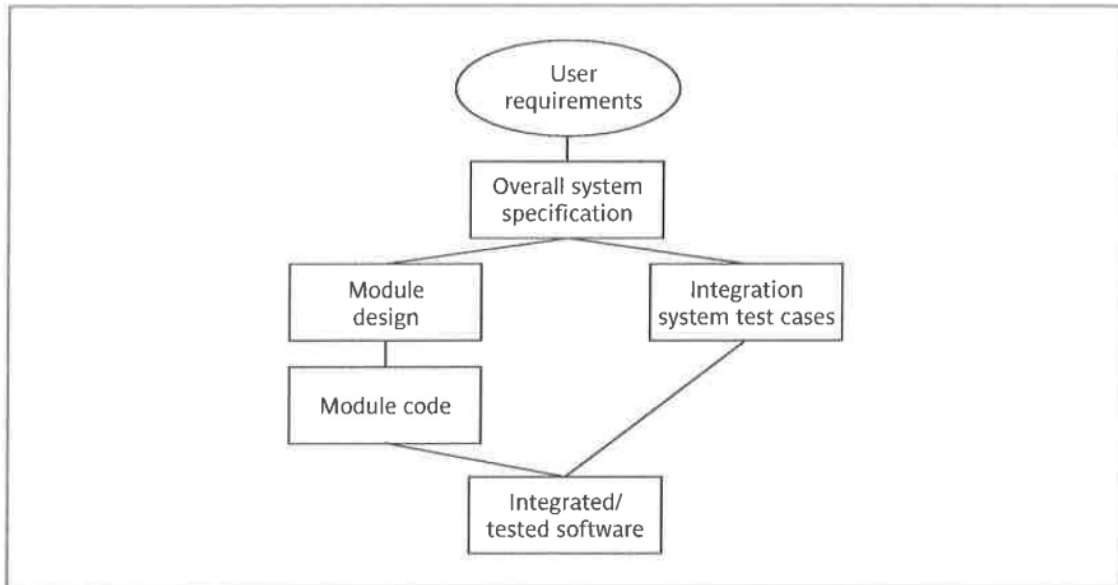 User
requirements
Overall system
specification
Module
design
Integration
system test cases
Module code
Integrated/
tested software